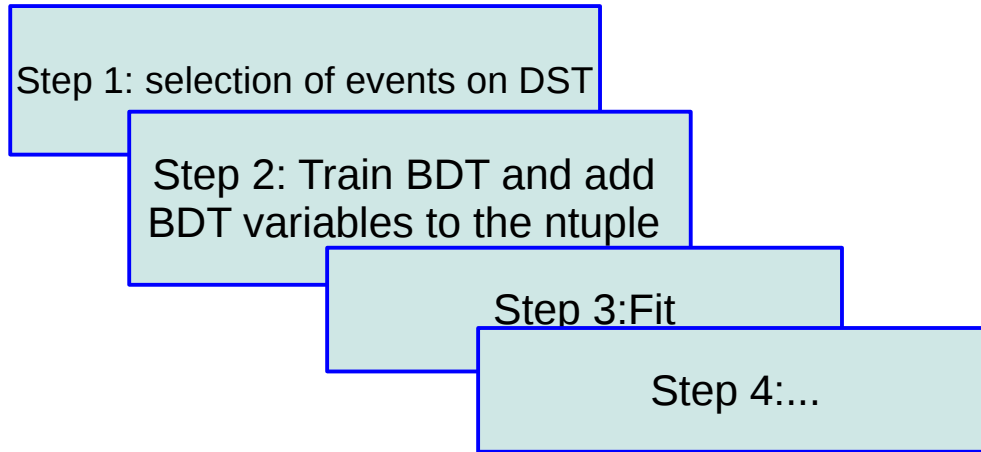 Step 1: selection of events on DST
Step 2: Train BDT and add
BDT variables to the ntuple
Step 3:Fit
Step 4:...